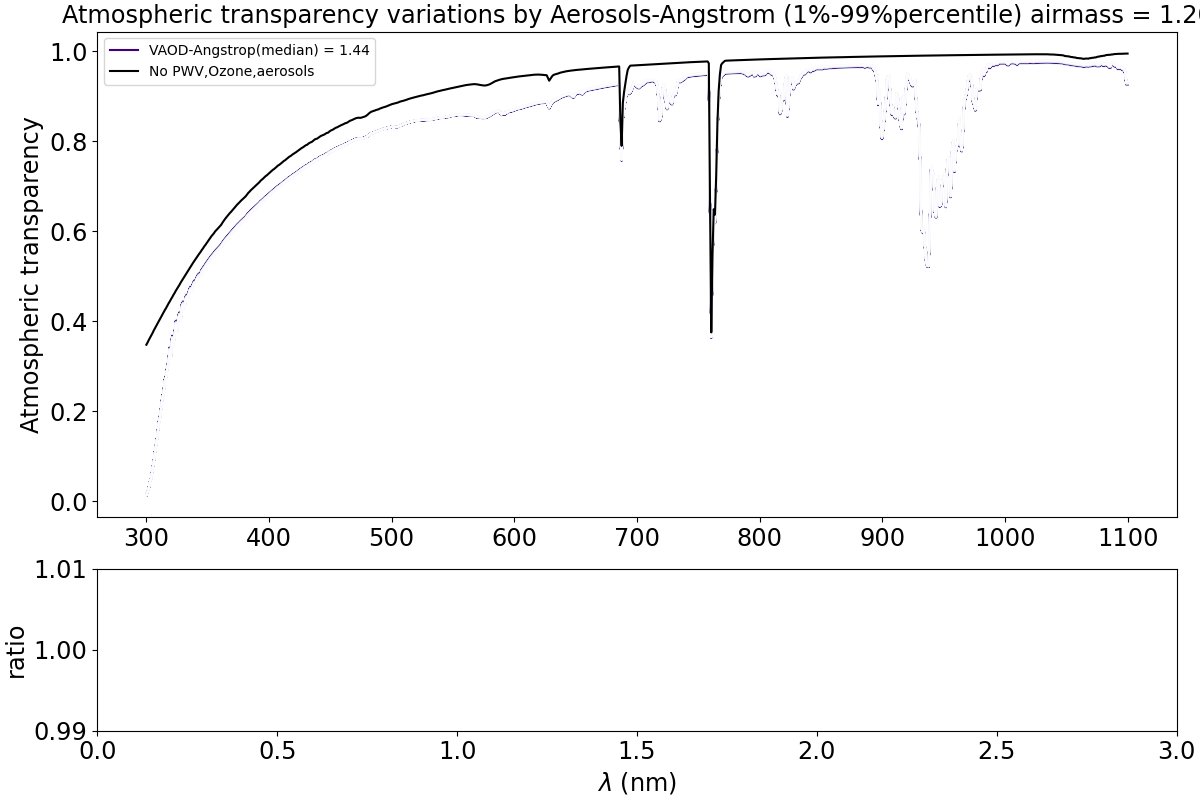 Atmospheric transparency variations by Aerosols-Angstrom (1%-99%percentile) airmass = 1.20
VAOD-Angstrop(median) = 1.44
No PWV,Ozone,aerosols
Atmospheric transparency
1.0
0.8
0.6
0.4
0.2
0.0
300 400 500 600 700 800 900 1000 1100
ratio
1.01
1.00
0.99
0.0 0.5 1.0 1.5 2.0 2.5 3.0
λ (nm)